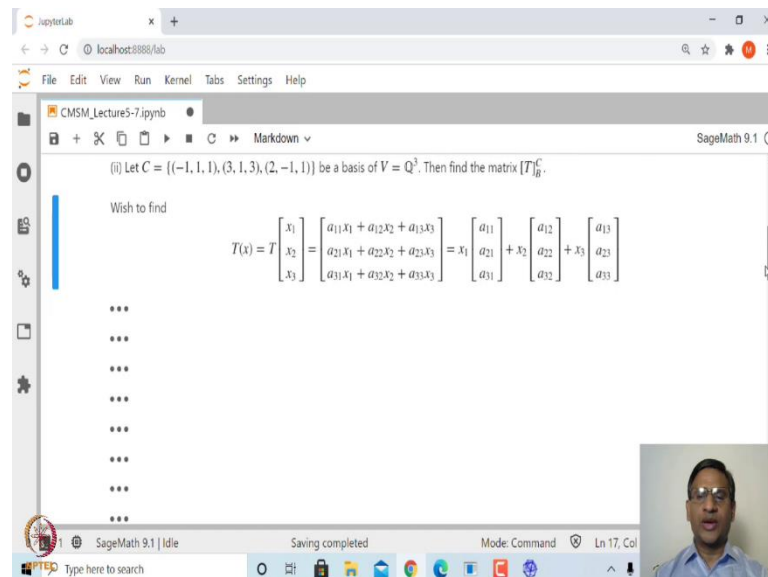 JupyterLab
localhost:8888/lab
M
File Edit View Run Kernel Tabs Settings Help
CMSM_Lecture5-7.ipynb
Markdown
SageMath 9.1
(ii) Let C = {(−1, 1, 1), (3, 1, 3), (2, −1, 1)} be a basis of V = ℚ³. Then find the matrix [T]_B^C.
Wish to find
T(x) = T [x₁; x₂; x₃] = [a₁₁x₁ + a₁₂x₂ + a₁₃x₃; a₂₁x₁ + a₂₂x₂ + a₂₃x₃; a₃₁x₁ + a₃₂x₂ + a₃₃x₃] = x₁ [a₁₁; a₂₁; a₃₁] + x₂ [a₁₂; a₂₂; a₃₂] + x₃ [a₁₃; a₂₃; a₃₃]
•••
•••
•••
•••
•••
•••
•••
•••
1 SageMath 9.1 | Idle Saving completed Mode: Command Ln 17, Col
NPTEL
Type here to search